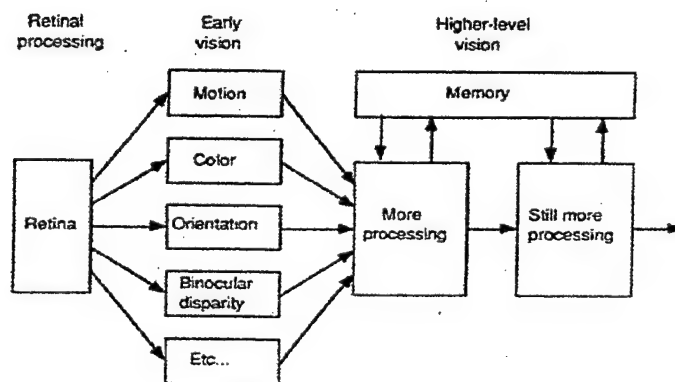 Retinal
processing
Early
vision
Higher-level
vision
Motion
Memory
Color
Retina
Orientation
More
processing
Still more
processing
Binocular
disparity
Etc...